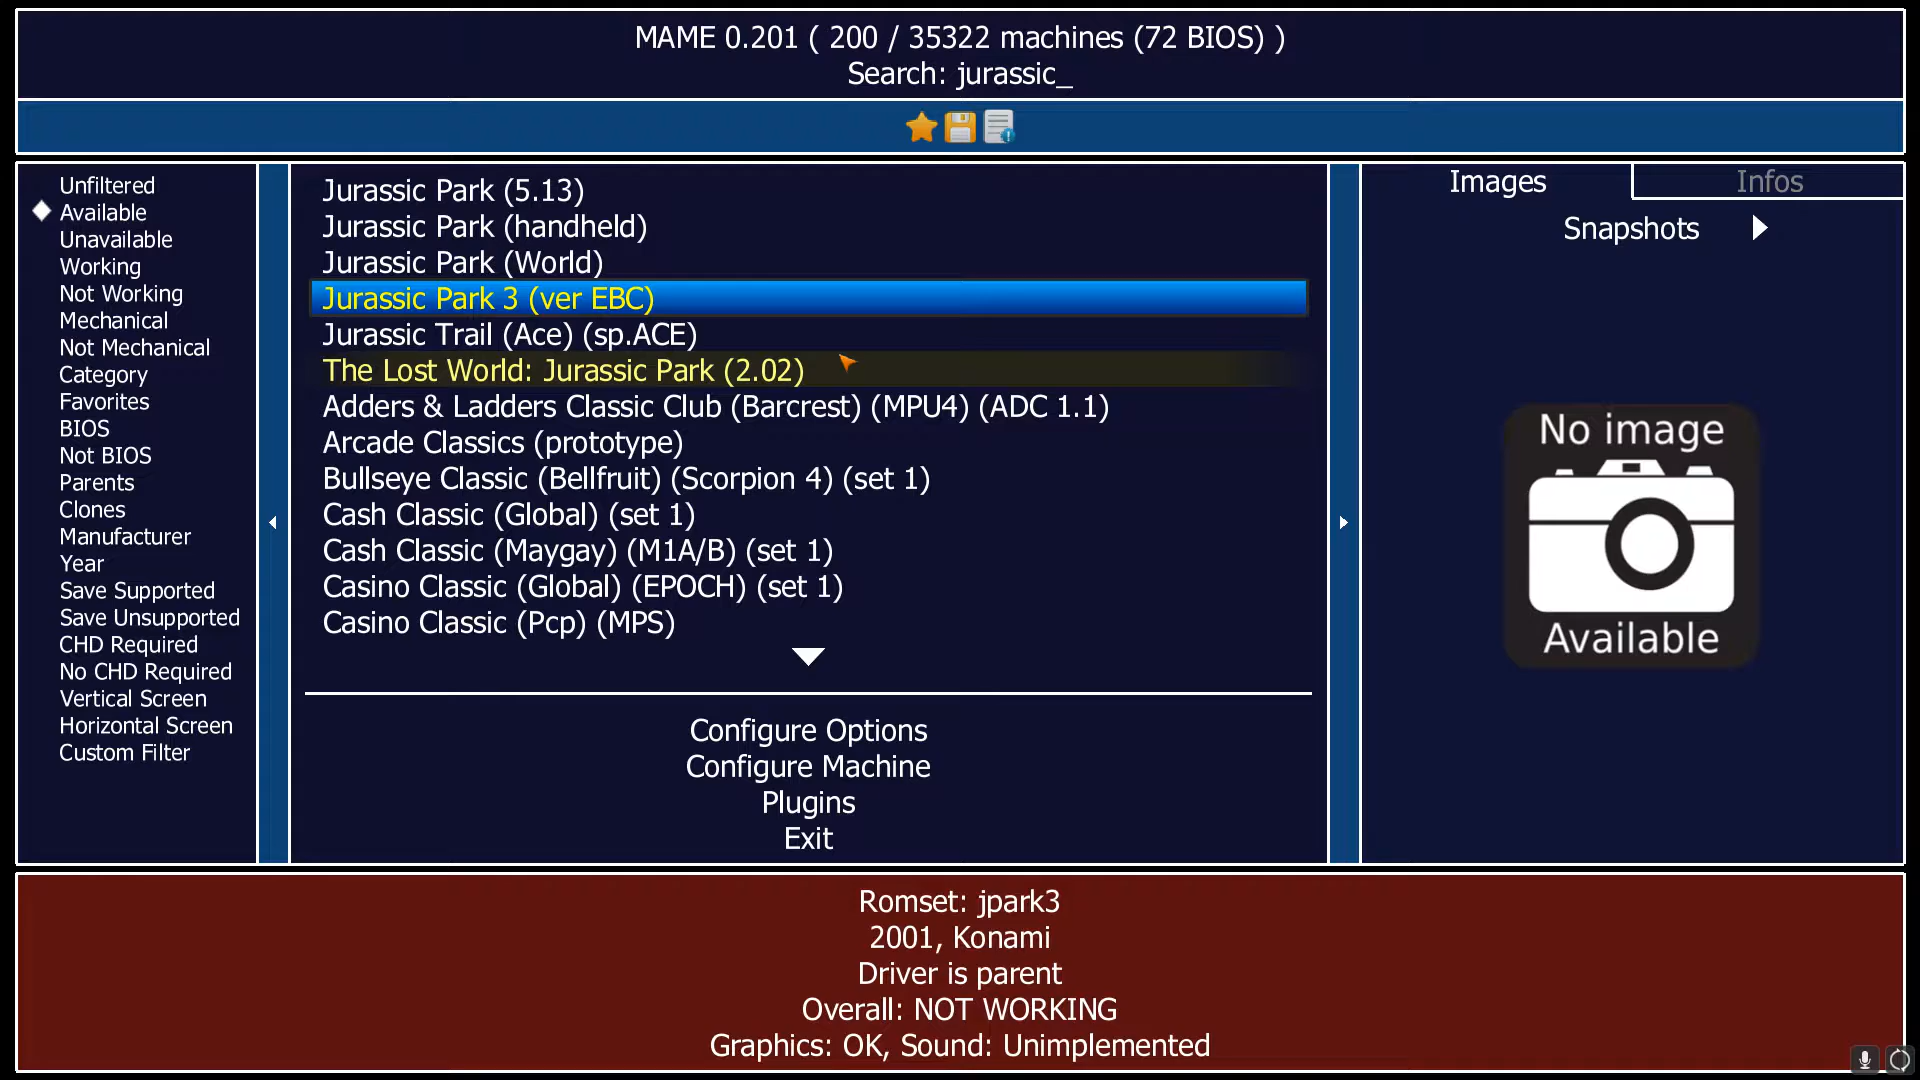 MAME 0.201 ( 200 / 35322 machines (72 BIOS) )
Search: jurassic_
Unfiltered
Available
Unavailable
Working
Not Working
Mechanical
Not Mechanical
Category
Favorites
BIOS
Not BIOS
Parents
Clones
Manufacturer
Year
Save Supported
Save Unsupported
CHD Required
No CHD Required
Vertical Screen
Horizontal Screen
Custom Filter
Jurassic Park (5.13)
Jurassic Park (handheld)
Jurassic Park (World)
Jurassic Park 3 (ver EBC)
Jurassic Trail (Ace) (sp.ACE)
The Lost World: Jurassic Park (2.02)
Adders & Ladders Classic Club (Barcrest) (MPU4) (ADC 1.1)
Arcade Classics (prototype)
Bullseye Classic (Bellfruit) (Scorpion 4) (set 1)
Cash Classic (Global) (set 1)
Cash Classic (Maygay) (M1A/B) (set 1)
Casino Classic (Global) (EPOCH) (set 1)
Casino Classic (Pcp) (MPS)
Configure Options
Configure Machine
Plugins
Exit
Images
Infos
Snapshots
No image
Available
Romset: jpark3
2001, Konami
Driver is parent
Overall: NOT WORKING
Graphics: OK, Sound: Unimplemented